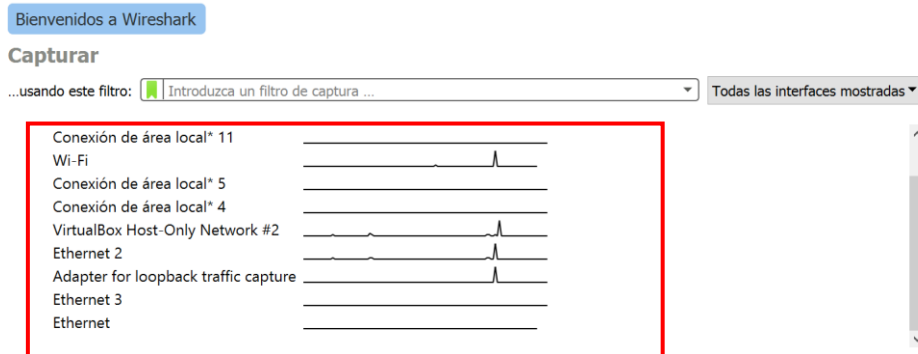 Bienvenidos a Wireshark
Capturar
...usando este filtro: Introduzca un filtro de captura ... Todas las interfaces mostradas
Conexión de área local* 11
Wi-Fi
Conexión de área local* 5
Conexión de área local* 4
VirtualBox Host-Only Network #2
Ethernet 2
Adapter for loopback traffic capture
Ethernet 3
Ethernet